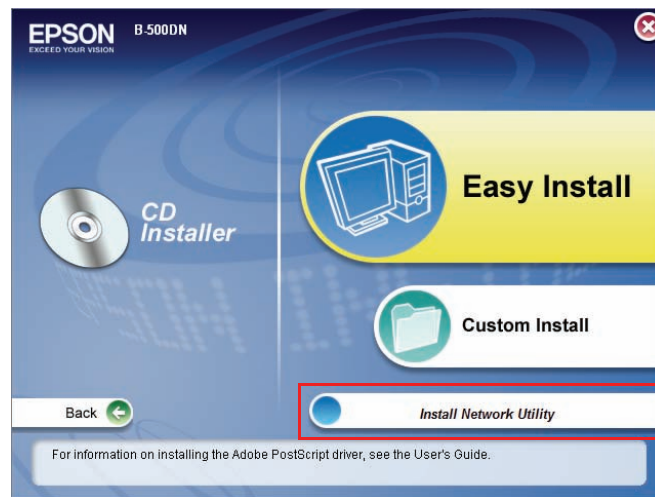 EPSON B-500DN
EXCEED YOUR VISION
Easy Install
CD
Installer
Custom Install
Back
Install Network Utility
For information on installing the Adobe PostScript driver, see the User's Guide.